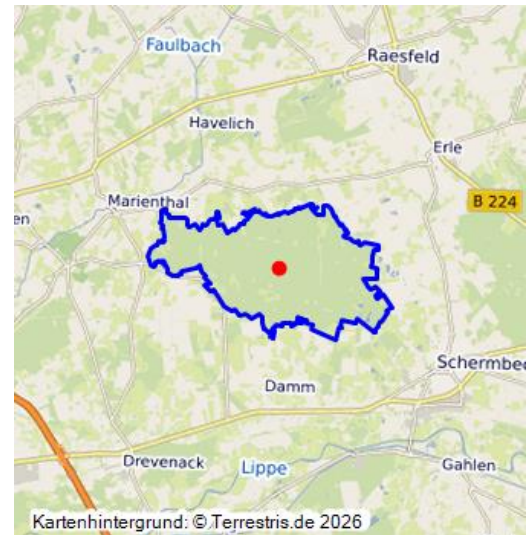 Faulbach
Raesfeld
Havelich
Erle
Marienthal
B 224
en
Schermbec
Damm
Drevenack
Lippe
Gahlen
Kartenhintergrund: © Terrestris.de 2026